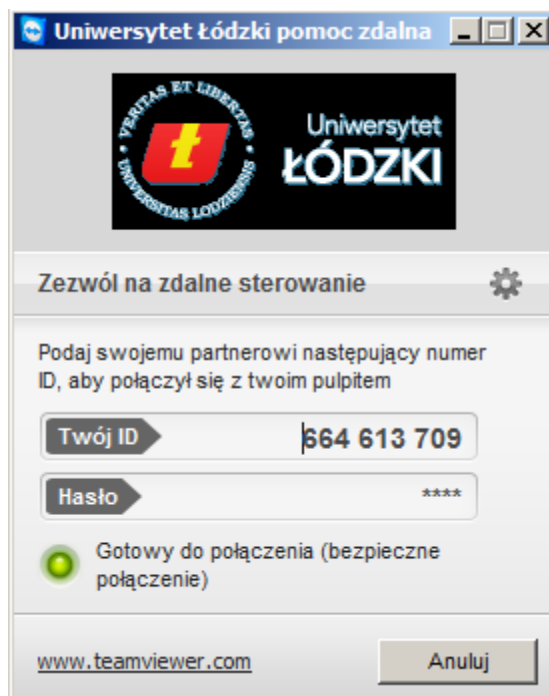 Uniwersytet Łódzki pomoc zdalna
VERITAS ET LIBERTAS
UNIVERSITAS LODZIENSIS
ł
Uniwersytet
ŁÓDZKI
Zezwól na zdalne sterowanie
Podaj swojemu partnerowi następujący numer
ID, aby połączył się z twoim pulpitem
Twój ID 664 613 709
Hasło ****
Gotowy do połączenia (bezpieczne
połączenie)
www.teamviewer.com Anuluj